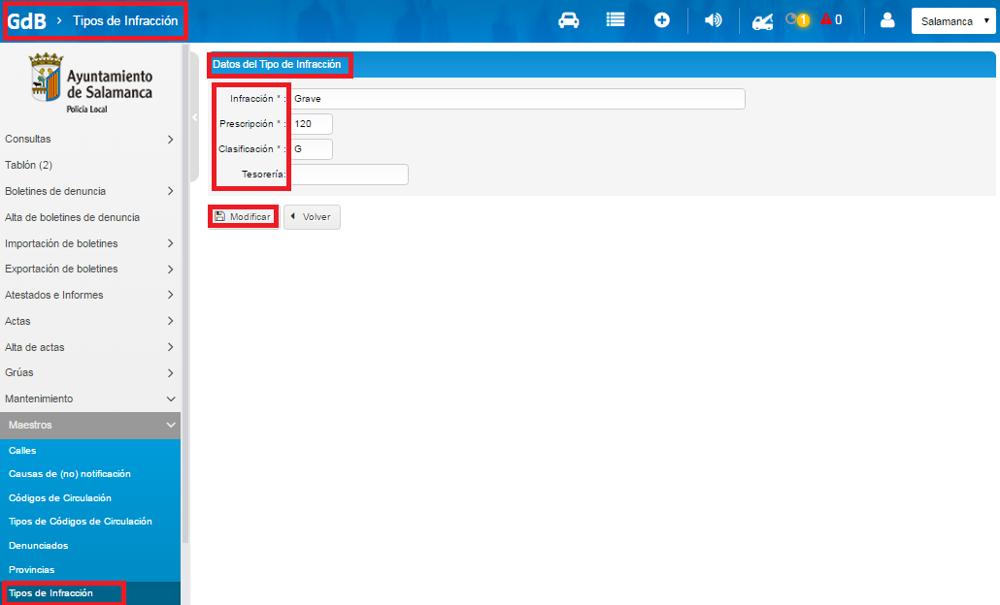 GdB > Tipos de Infracción
1
0
Salamanca
Ayuntamiento
de Salamanca
Policía Local
Consultas
Tablón (2)
Boletines de denuncia
Alta de boletines de denuncia
Importación de boletines
Exportación de boletines
Atestados e Informes
Actas
Alta de actas
Grúas
Mantenimiento
Maestros
Calles
Causas de (no) notificación
Códigos de Circulación
Tipos de Códigos de Circulación
Denunciados
Provincias
Tipos de Infracción
Datos del Tipo de Infracción
Infracción * : Grave
Prescripción * : 120
Clasificación * : G
Tesorería:
Modificar Volver